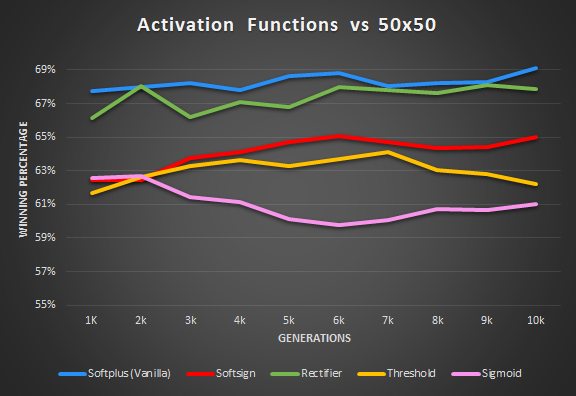 Activation Functions vs 50x50
69%
67%
65%
63%
61%
59%
57%
55%
WINNING PERCENTAGE
1K 2k 3k 4k 5k 6k 7k 8k 9k 10k
GENERATIONS
Softplus (Vanilla) Softsign Rectifier Threshold Sigmoid